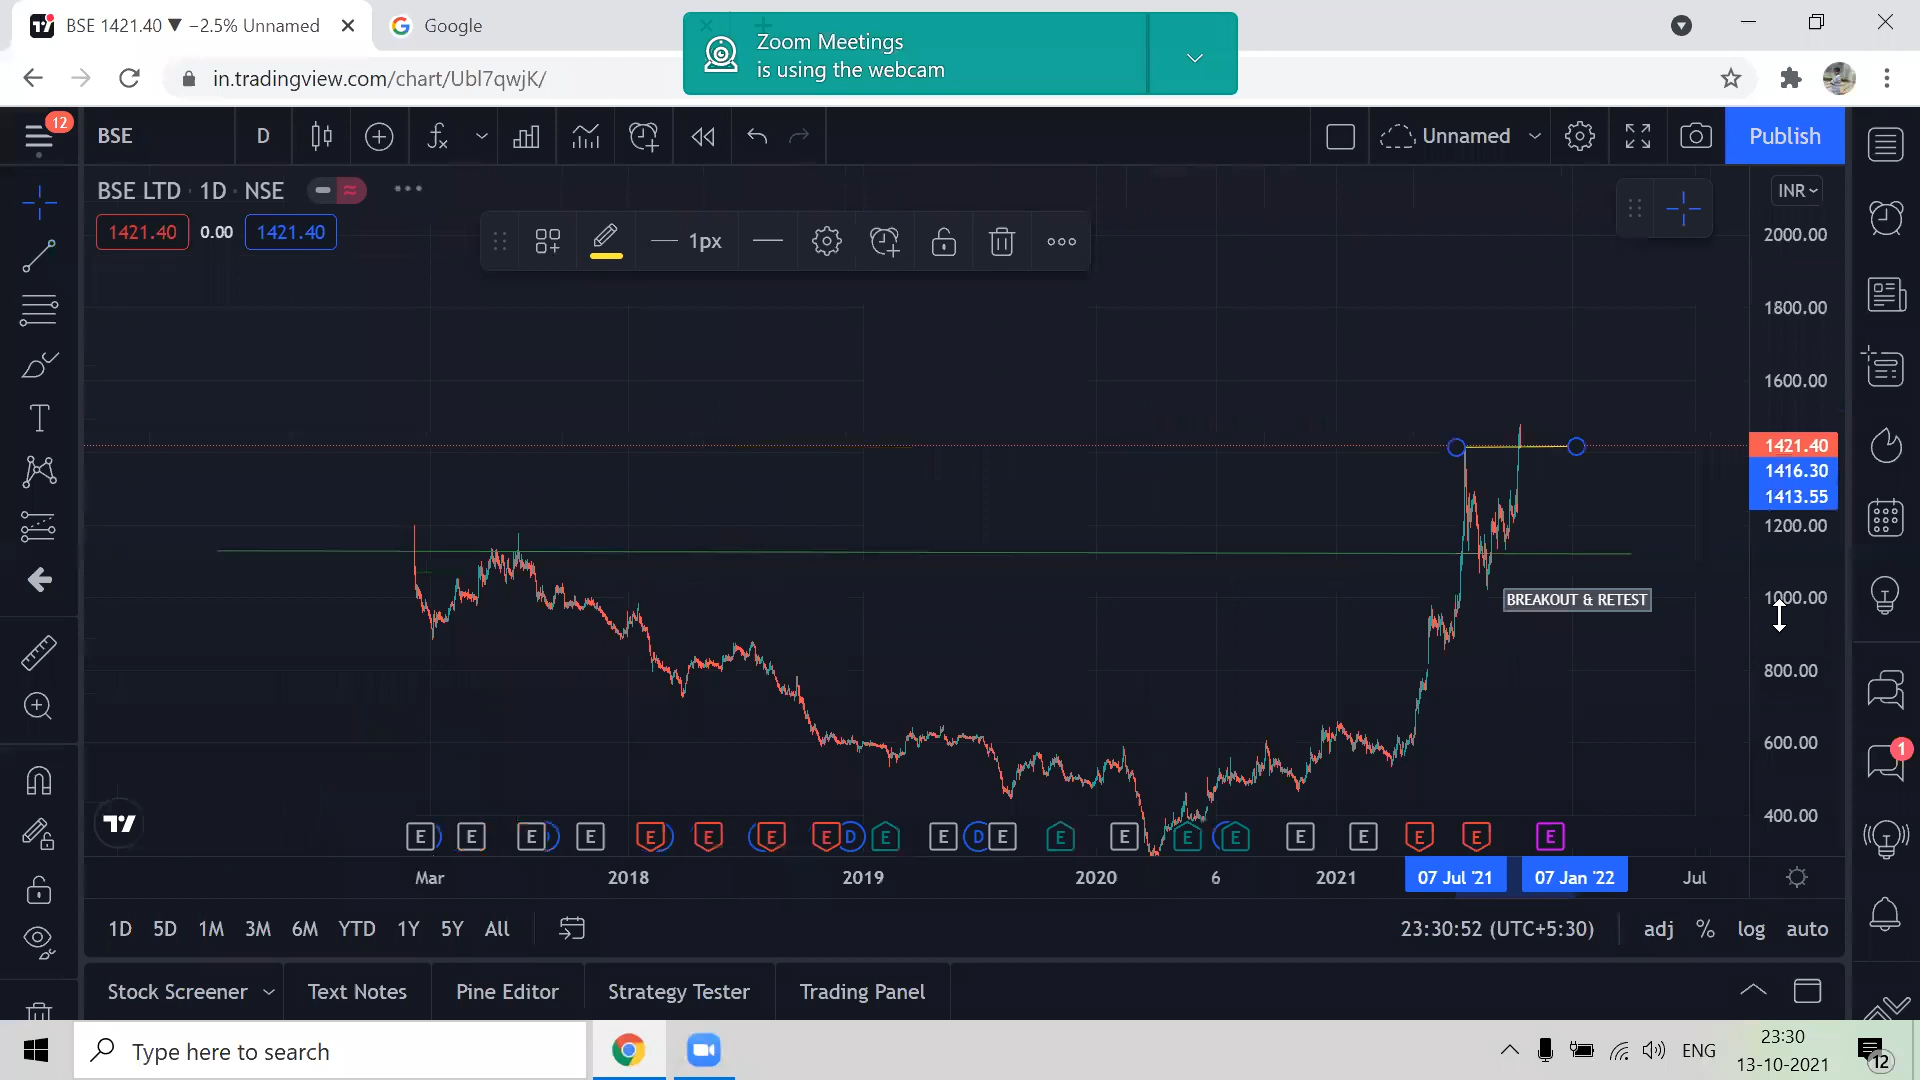 BSE 1421.40 ▼ −2.5% Unnamed
Google
Zoom Meetings
is using the webcam
in.tradingview.com/chart/Ubl7qwjK/
12
BSE
D
Unnamed
Publish
BSE LTD · 1D · NSE
INR
1421.40
0.00
1421.40
1px
2000.00
1800.00
1600.00
1421.40
1416.30
1413.55
1200.00
1000.00
800.00
600.00
400.00
BREAKOUT & RETEST
E E E E E E E E D E E D E E E E E E E E E E
Mar
2018
2019
2020
6
2021
07 Jul '21
07 Jan '22
Jul
1
1D 5D 1M 3M 6M YTD 1Y 5Y All
23:30:52 (UTC+5:30)
adj % log auto
Stock Screener
Text Notes
Pine Editor
Strategy Tester
Trading Panel
Type here to search
ENG
23:30
13-10-2021
12